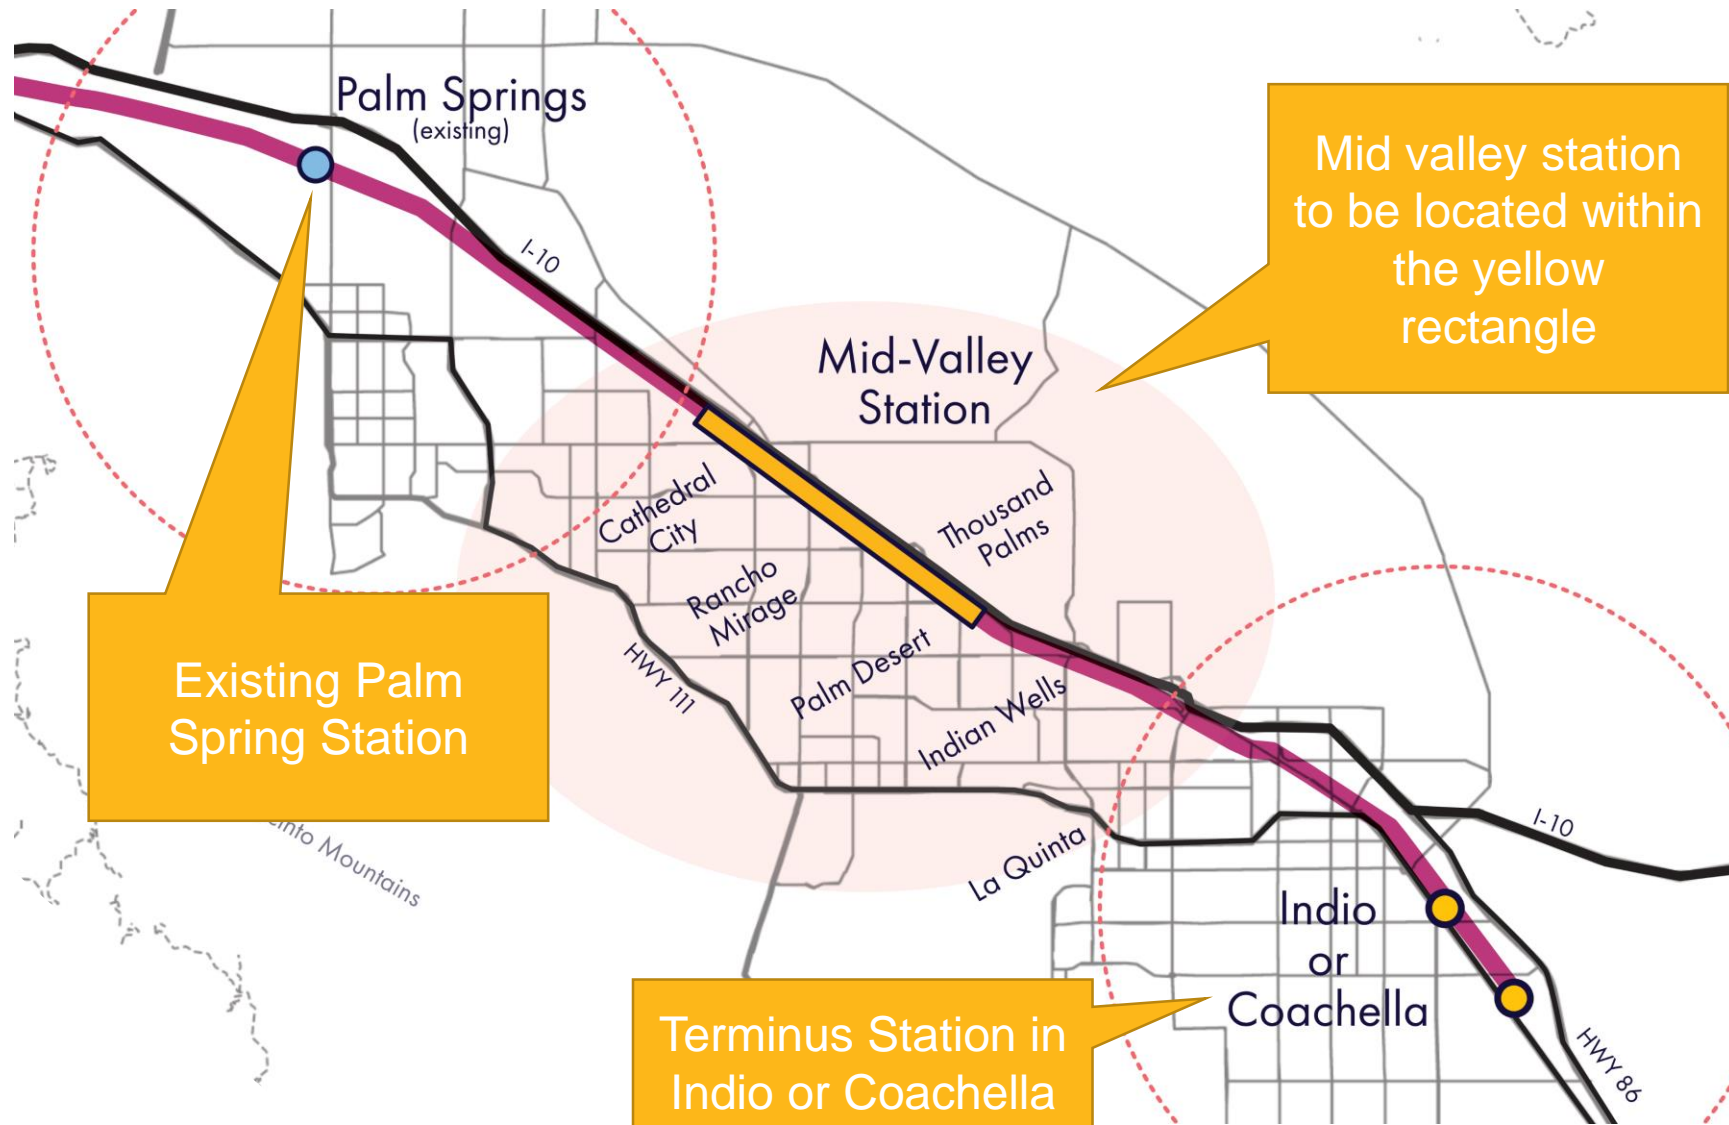 Palm Springs
(existing)
Mid valley station
to be located within
the yellow
rectangle
I-10
Mid-Valley
Station
Cathedral
City
Thousand
Palms
Rancho
Mirage
HWY 111
Palm Desert
Indian Wells
Existing Palm
Spring Station
Mountains
La Quinta
I-10
Indio
or
Coachella
Terminus Station in
Indio or Coachella
HWY 86